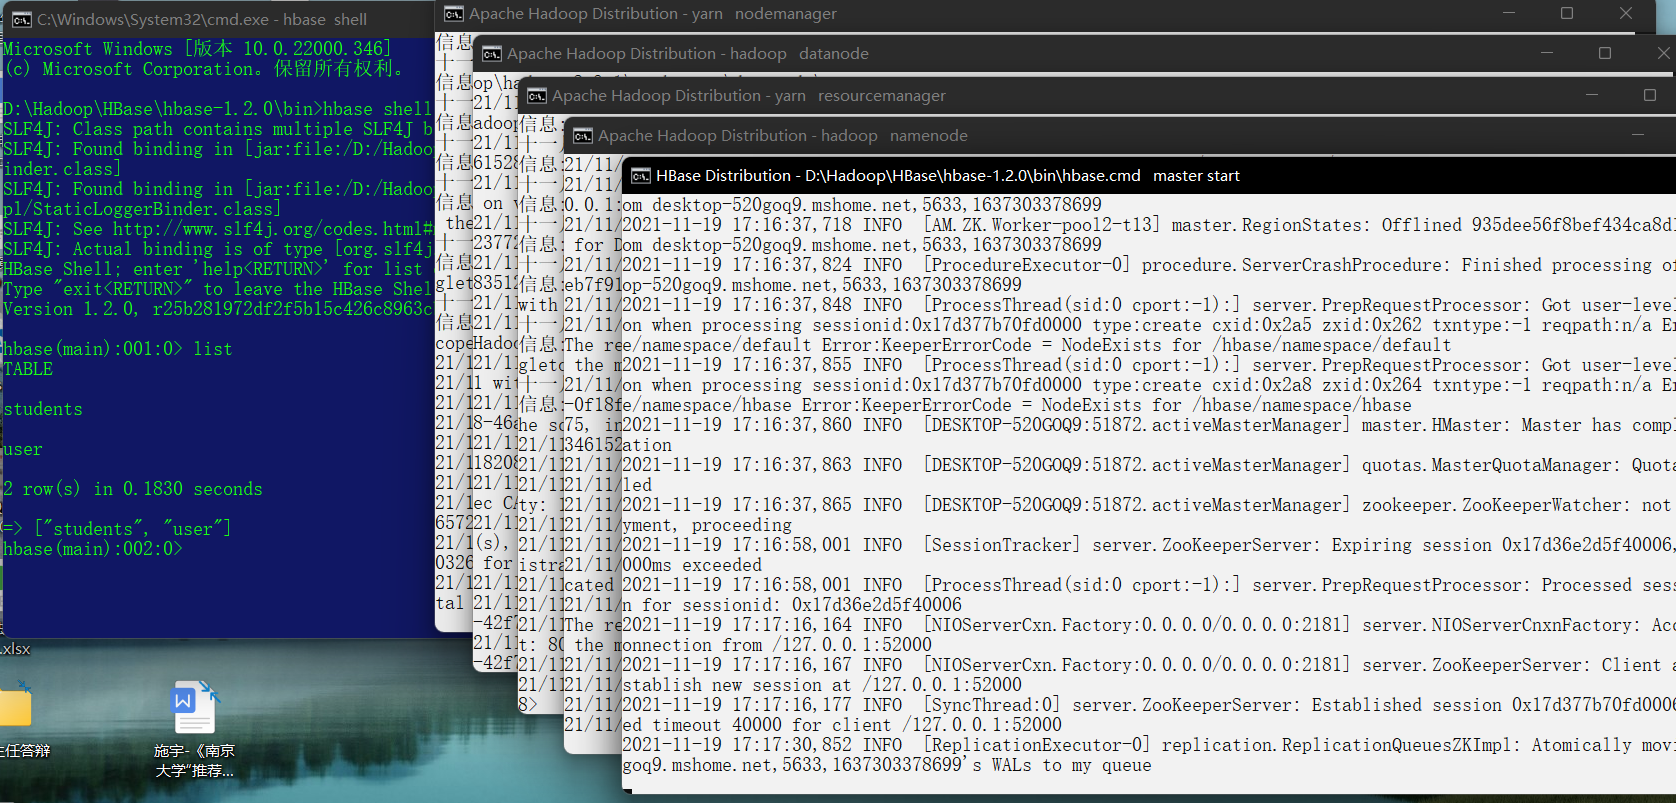 C:\Windows\System32\cmd.exe - hbase  shell
Microsoft Windows [版本 10.0.22000.346]
(c) Microsoft Corporation。保留所有权利。
D:\Hadoop\HBase\hbase-1.2.0\bin>hbase shell
SLF4J: Class path contains multiple SLF4J b
SLF4J: Found binding in [jar:file:/D:/Hadoo
inder.class]
SLF4J: Found binding in [jar:file:/D:/Hadoo
pl/StaticLoggerBinder.class]
SLF4J: See http://www.slf4j.org/codes.html#
SLF4J: Actual binding is of type [org.slf4j
HBase Shell; enter 'help<RETURN>' for list
Type "exit<RETURN>" to leave the HBase Shel
Version 1.2.0, r25b281972df2f5b15c426c8963c
hbase(main):001:0> list
TABLE
students
user
2 row(s) in 0.1830 seconds
=> ["students", "user"]
hbase(main):002:0>
Apache Hadoop Distribution - yarn   nodemanager
Apache Hadoop Distribution - hadoop   datanode
Apache Hadoop Distribution - yarn   resourcemanager
Apache Hadoop Distribution - hadoop   namenode
HBase Distribution - D:\Hadoop\HBase\hbase-1.2.0\bin\hbase.cmd   master start
om desktop-520goq9.mshome.net,5633,1637303378699
2021-11-19 17:16:37,718 INFO  [AM.ZK.Worker-pool2-t13] master.RegionStates: Offlined 935dee56f8bef434ca8d
om desktop-520goq9.mshome.net,5633,1637303378699
2021-11-19 17:16:37,824 INFO  [ProcedureExecutor-0] procedure.ServerCrashProcedure: Finished processing of
op-520goq9.mshome.net,5633,1637303378699
2021-11-19 17:16:37,848 INFO  [ProcessThread(sid:0 cport:-1):] server.PrepRequestProcessor: Got user-level
on when processing sessionid:0x17d377b70fd0000 type:create cxid:0x2a5 zxid:0x262 txntype:-1 reqpath:n/a Er
e/namespace/default Error:KeeperErrorCode = NodeExists for /hbase/namespace/default
2021-11-19 17:16:37,855 INFO  [ProcessThread(sid:0 cport:-1):] server.PrepRequestProcessor: Got user-level
on when processing sessionid:0x17d377b70fd0000 type:create cxid:0x2a8 zxid:0x264 txntype:-1 reqpath:n/a Er
e/namespace/hbase Error:KeeperErrorCode = NodeExists for /hbase/namespace/hbase
2021-11-19 17:16:37,860 INFO  [DESKTOP-520GOQ9:51872.activeMasterManager] master.HMaster: Master has compl
ation
2021-11-19 17:16:37,863 INFO  [DESKTOP-520GOQ9:51872.activeMasterManager] quotas.MasterQuotaManager: Quota
led
2021-11-19 17:16:37,865 INFO  [DESKTOP-520GOQ9:51872.activeMasterManager] zookeeper.ZooKeeperWatcher: not
yment, proceeding
2021-11-19 17:16:58,001 INFO  [SessionTracker] server.ZooKeeperServer: Expiring session 0x17d36e2d5f40006,
000ms exceeded
2021-11-19 17:16:58,001 INFO  [ProcessThread(sid:0 cport:-1):] server.PrepRequestProcessor: Processed sess
n for sessionid: 0x17d36e2d5f40006
2021-11-19 17:17:16,164 INFO  [NIOServerCxn.Factory:0.0.0.0/0.0.0.0:2181] server.NIOServerCnxnFactory: Acc
onnection from /127.0.0.1:52000
2021-11-19 17:17:16,167 INFO  [NIOServerCxn.Factory:0.0.0.0/0.0.0.0:2181] server.ZooKeeperServer: Client a
stablish new session at /127.0.0.1:52000
2021-11-19 17:17:16,177 INFO  [SyncThread:0] server.ZooKeeperServer: Established session 0x17d377b70fd0006
ed timeout 40000 for client /127.0.0.1:52000
2021-11-19 17:17:30,852 INFO  [ReplicationExecutor-0] replication.ReplicationQueuesZKImpl: Atomically movi
goq9.mshome.net,5633,1637303378699's WALs to my queue
.xlsx
主任答辩
施宇-《南京
大学”推荐...